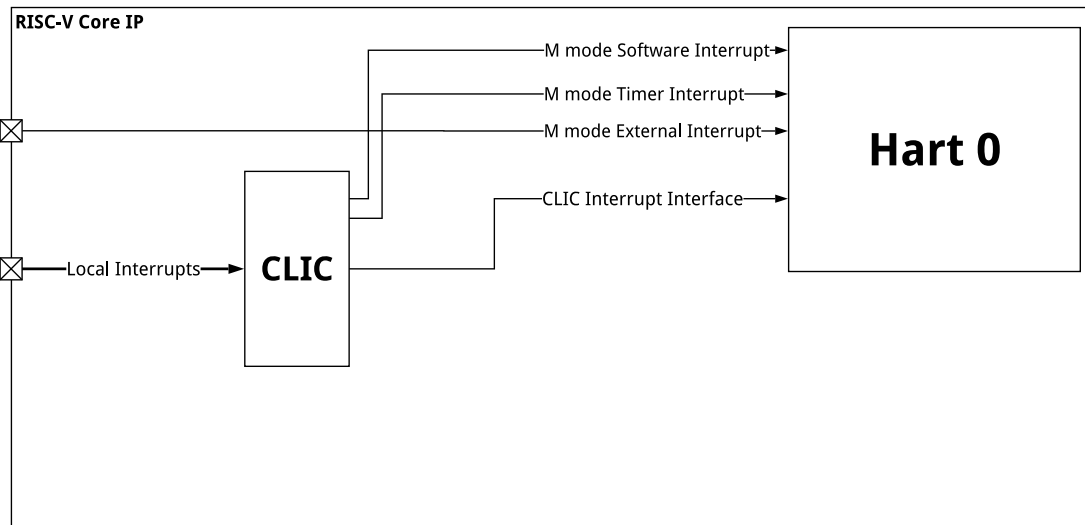 RISC-V Core IP
M mode Software Interrupt
M mode Timer Interrupt
M mode External Interrupt
Hart 0
CLIC Interrupt Interface
Local Interrupts
CLIC